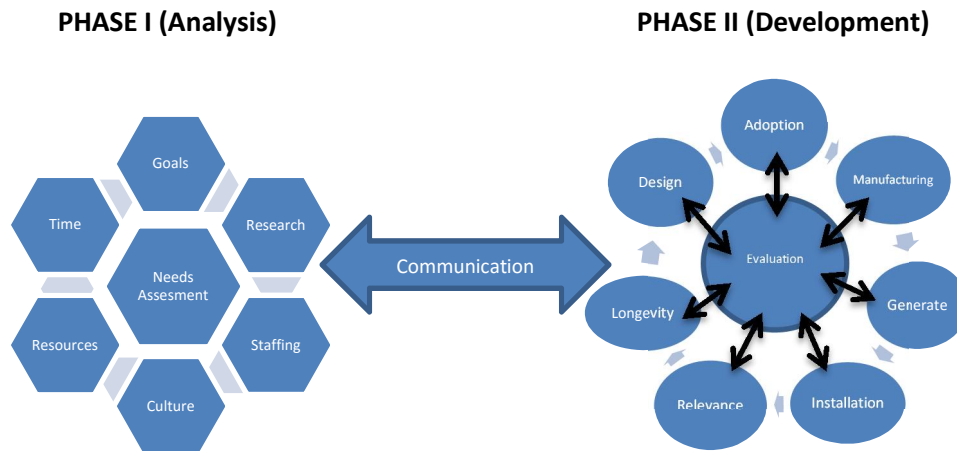 PHASE I (Analysis)
PHASE II (Development)
Goals
Time
Research
Needs
Assesment
Resources
Staffing
Culture
Communication
Adoption
Design
Manufacturing
Evaluation
Longevity
Generate
Relevance
Installation